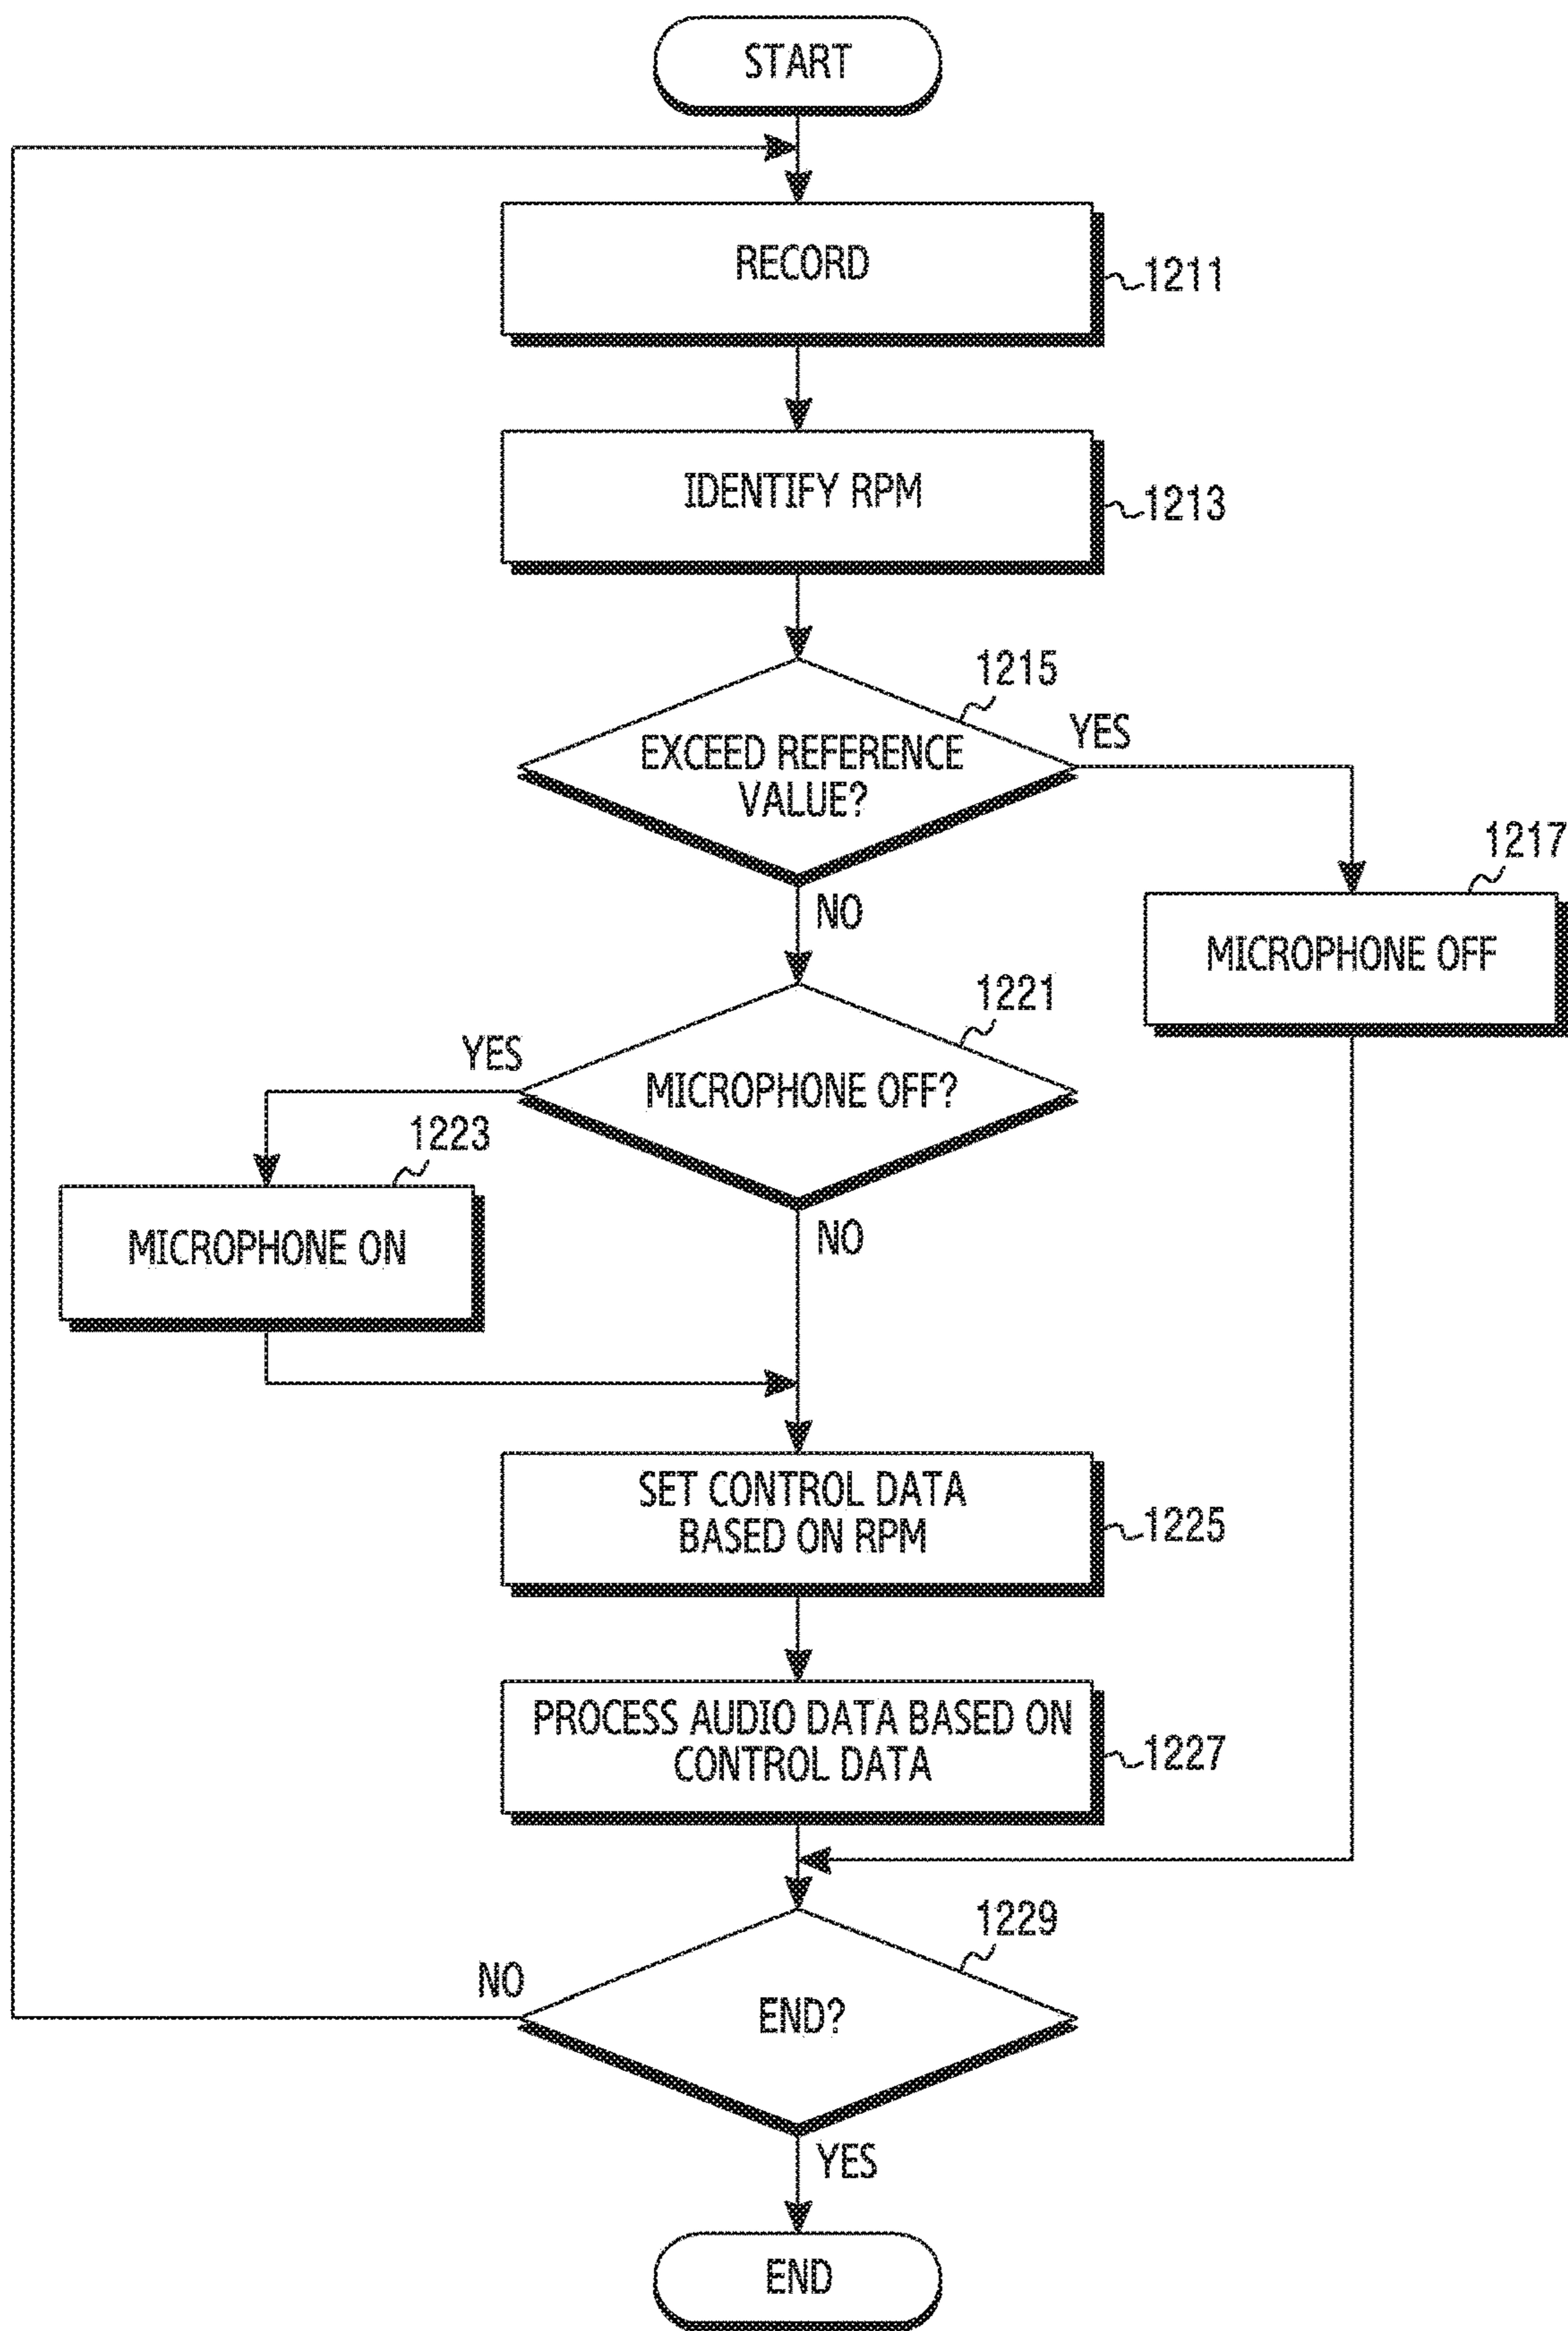 START
RECORD
1211
IDENTIFY RPM
1213
1215
EXCEED REFERENCE
VALUE?
YES
NO
1217
MICROPHONE OFF
1221
YES
MICROPHONE OFF?
1223
MICROPHONE ON
NO
SET CONTROL DATA
BASED ON RPM
1225
PROCESS AUDIO DATA BASED ON
CONTROL DATA
1227
1229
NO
END?
YES
END